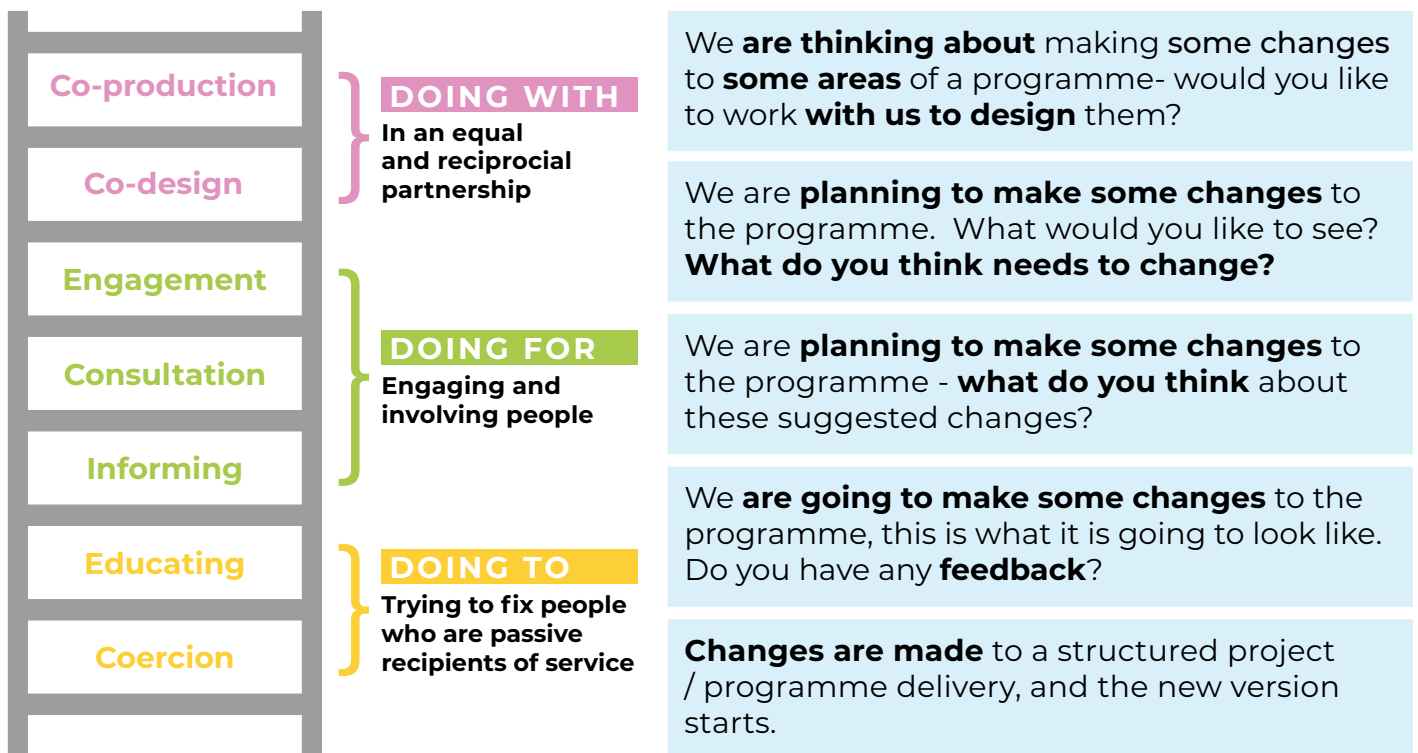 Co-production
Co-design
Engagement
Consultation
Informing
Educating
Coercion
DOING WITH
In an equal
and reciprocial
partnership
DOING FOR
Engaging and
involving people
DOING TO
Trying to fix people
who are passive
recipients of service
We are thinking about making some changes
to some areas of a programme- would you like
to work with us to design them?
We are planning to make some changes to
the programme.  What would you like to see?
What do you think needs to change?
We are planning to make some changes to
the programme - what do you think about
these suggested changes?
We are going to make some changes to the
programme, this is what it is going to look like.
Do you have any feedback?
Changes are made to a structured project
/ programme delivery, and the new version
starts.